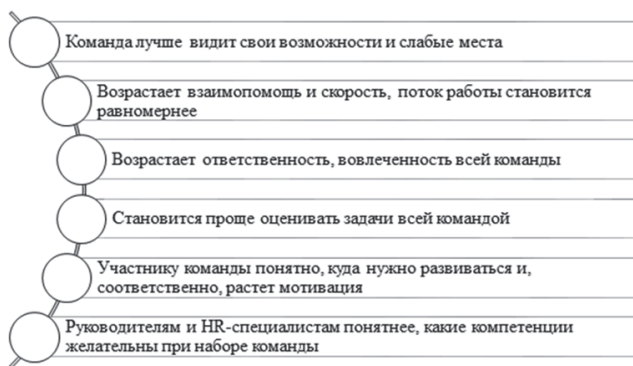 Команда лучше видит свои возможности и слабые места
Возрастает взаимопомощь и скорость, поток работы становится
равномернее
Возрастает ответственность, вовлеченность всей команды
Становится проще оценивать задачи всей командой
Участнику команды понятно, куда нужно развиваться и,
соответственно, растет мотивация
Руководителям и HR-специалистам понятнее, какие компетенции
желательны при наборе команды